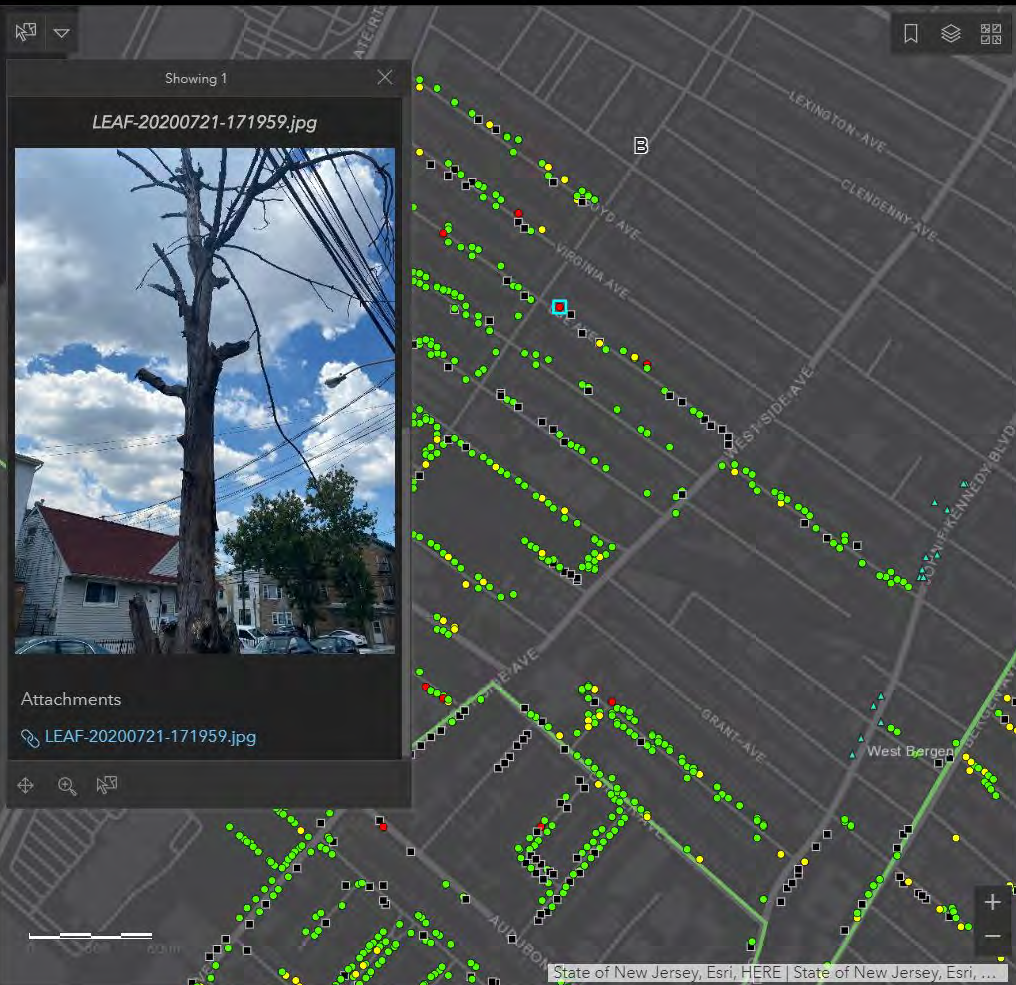 Showing 1
LEAF-20200721-171959.jpg
Attachments
LEAF-20200721-171959.jpg
B
LEXINGTON-AVE
CLENDENNY-AVE
VIRGINIA AVE
WEST-SIDE-AVE
GRANT-AVE
West Bergen
AUDUBON
State of New Jersey, Esri, HERE | State of New Jersey, Esri, ...